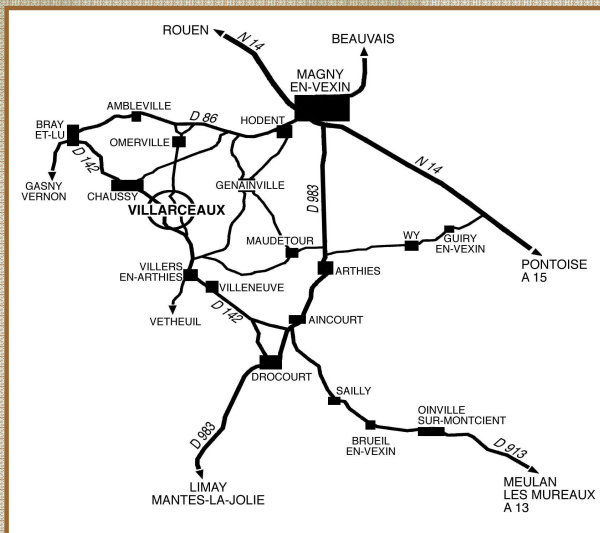 ROUEN
N 14
BEAUVAIS
MAGNY
EN-VEXIN
AMBLEVILLE
D 86
HODENT
BRAY
ET-LU
OMERVILLE
D 142
N 14
GASNY
VERNON
CHAUSSY
GENAINVILLE
D 983
VILLARCEAUX
MAUDETOUR
WY
GUIRY
EN-VEXIN
PONTOISE
A 15
VILLERS
EN-ARTHIES
ARTHIES
VILLENEUVE
VETHEUIL
D 142
AINCOURT
DROCOURT
SAILLY
OINVILLE
SUR-MONTCIENT
BRUEIL
EN-VEXIN
D 983
D 913
LIMAY
MANTES-LA-JOLIE
MEULAN
LES MUREAUX
A 13